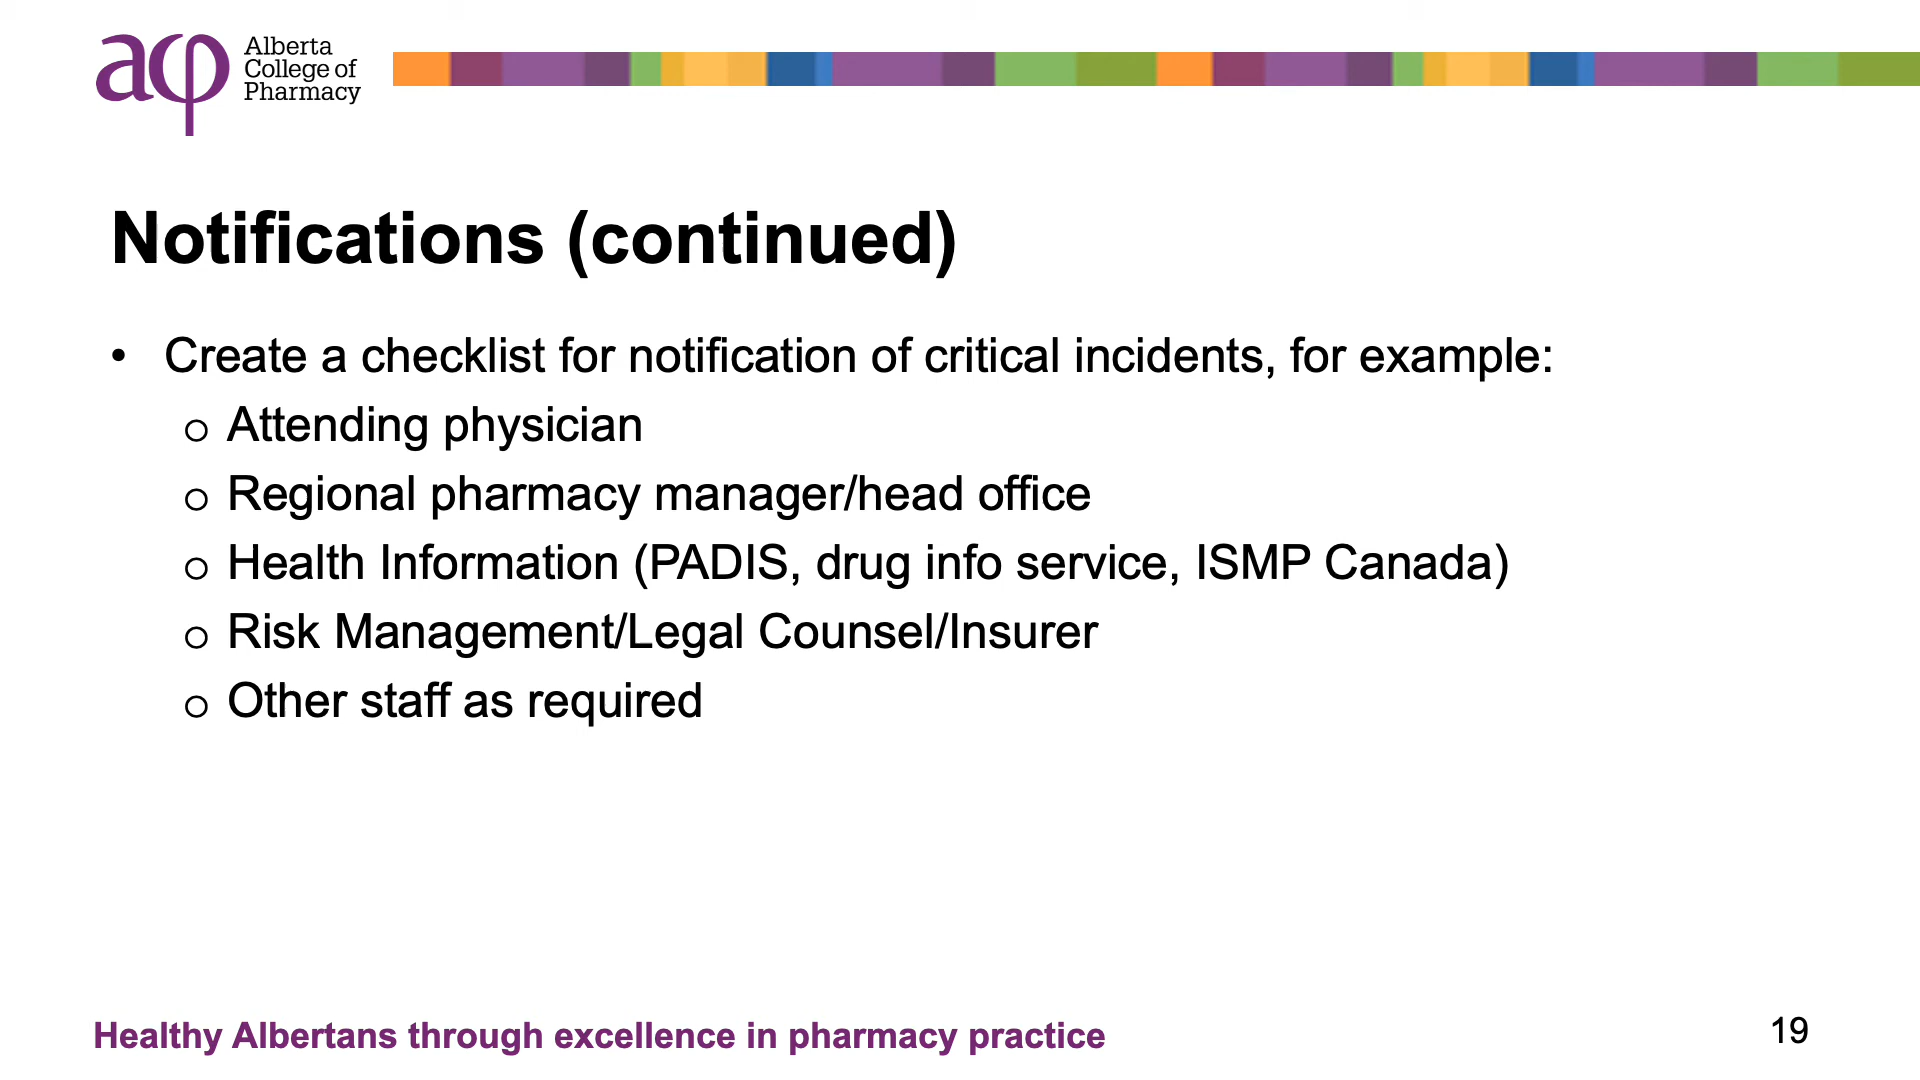 acp
Alberta
College of
Pharmacy
Notifications (continued)
• Create a checklist for notification of critical incidents, for example:
o Attending physician
o Regional pharmacy manager/head office
o Health Information (PADIS, drug info service, ISMP Canada)
o Risk Management/Legal Counsel/Insurer
o Other staff as required
Healthy Albertans through excellence in pharmacy practice
19